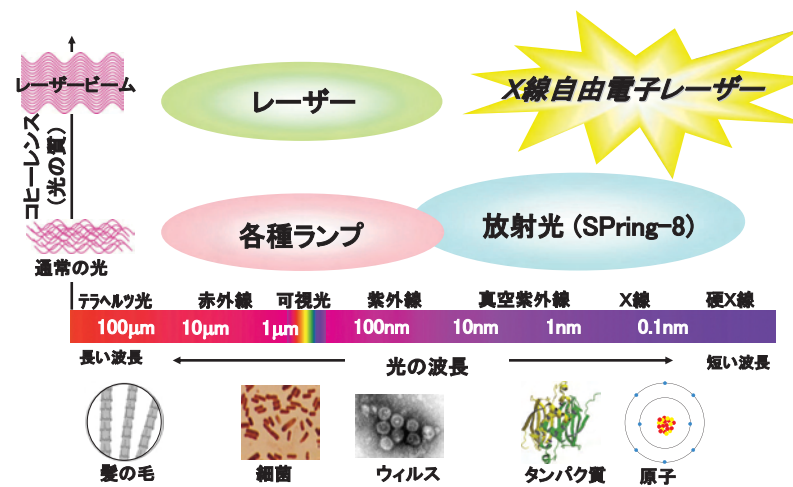 レーザービーム
レーザー
X線自由電子レーザー
コヒーレンス
(光の質)
各種ランプ
放射光 (SPring-8)
通常の光
テラヘルツ光 赤外線 可視光 紫外線 真空紫外線 X線 硬X線
100μm 10μm 1μm 100nm 10nm 1nm 0.1nm
長い波長 光の波長 短い波長
髪の毛 細菌 ウィルス タンパク質 原子